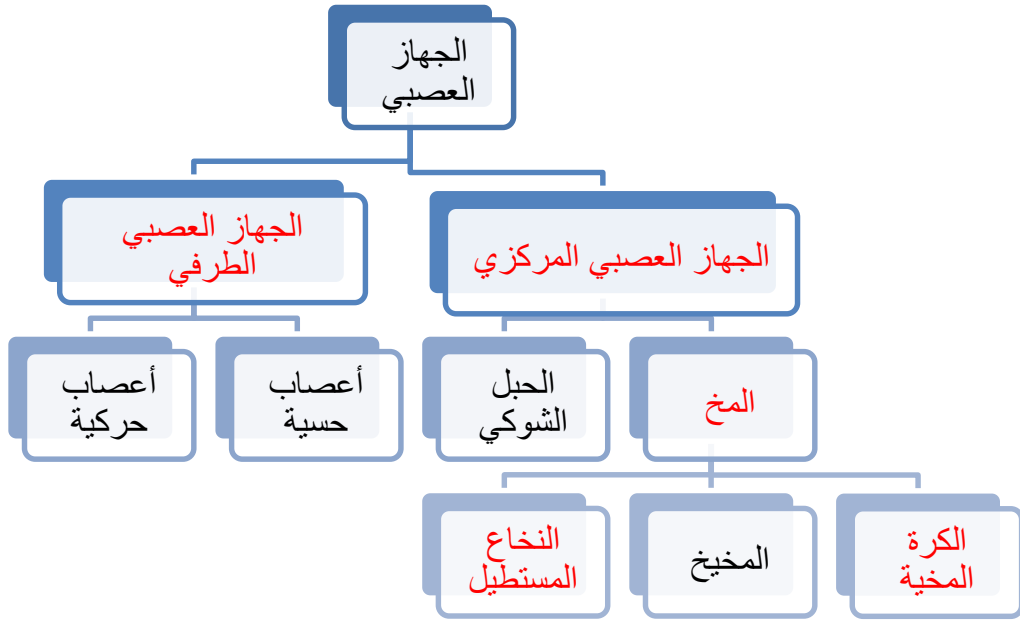 الجهاز
العصبي
الجهاز العصبي المركزي
الجهاز العصبي
الطرفي
المخ
الحبل
الشوكي
أعصاب
حسية
أعصاب
حركية
الكرة
المخية
المخيخ
النخاع
المستطيل